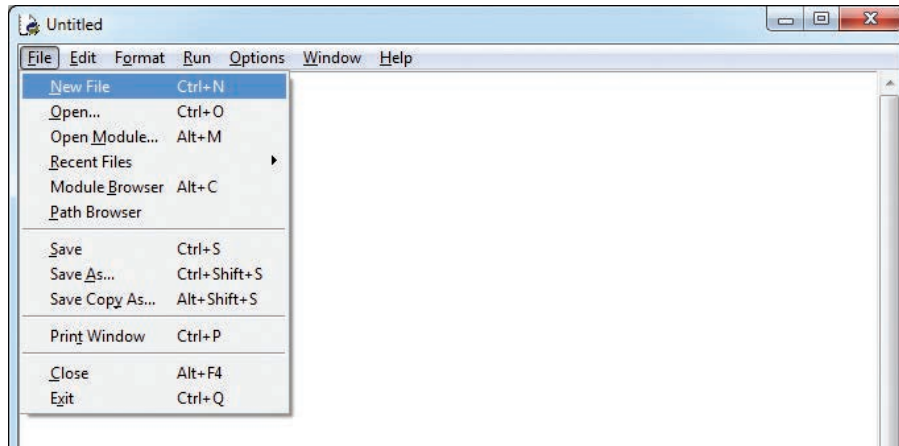 Untitled
File Edit Format Run Options Window Help
New File Ctrl+N
Open... Ctrl+O
Open Module... Alt+M
Recent Files
Module Browser Alt+C
Path Browser
Save Ctrl+S
Save As... Ctrl+Shift+S
Save Copy As... Alt+Shift+S
Print Window Ctrl+P
Close Alt+F4
Exit Ctrl+Q